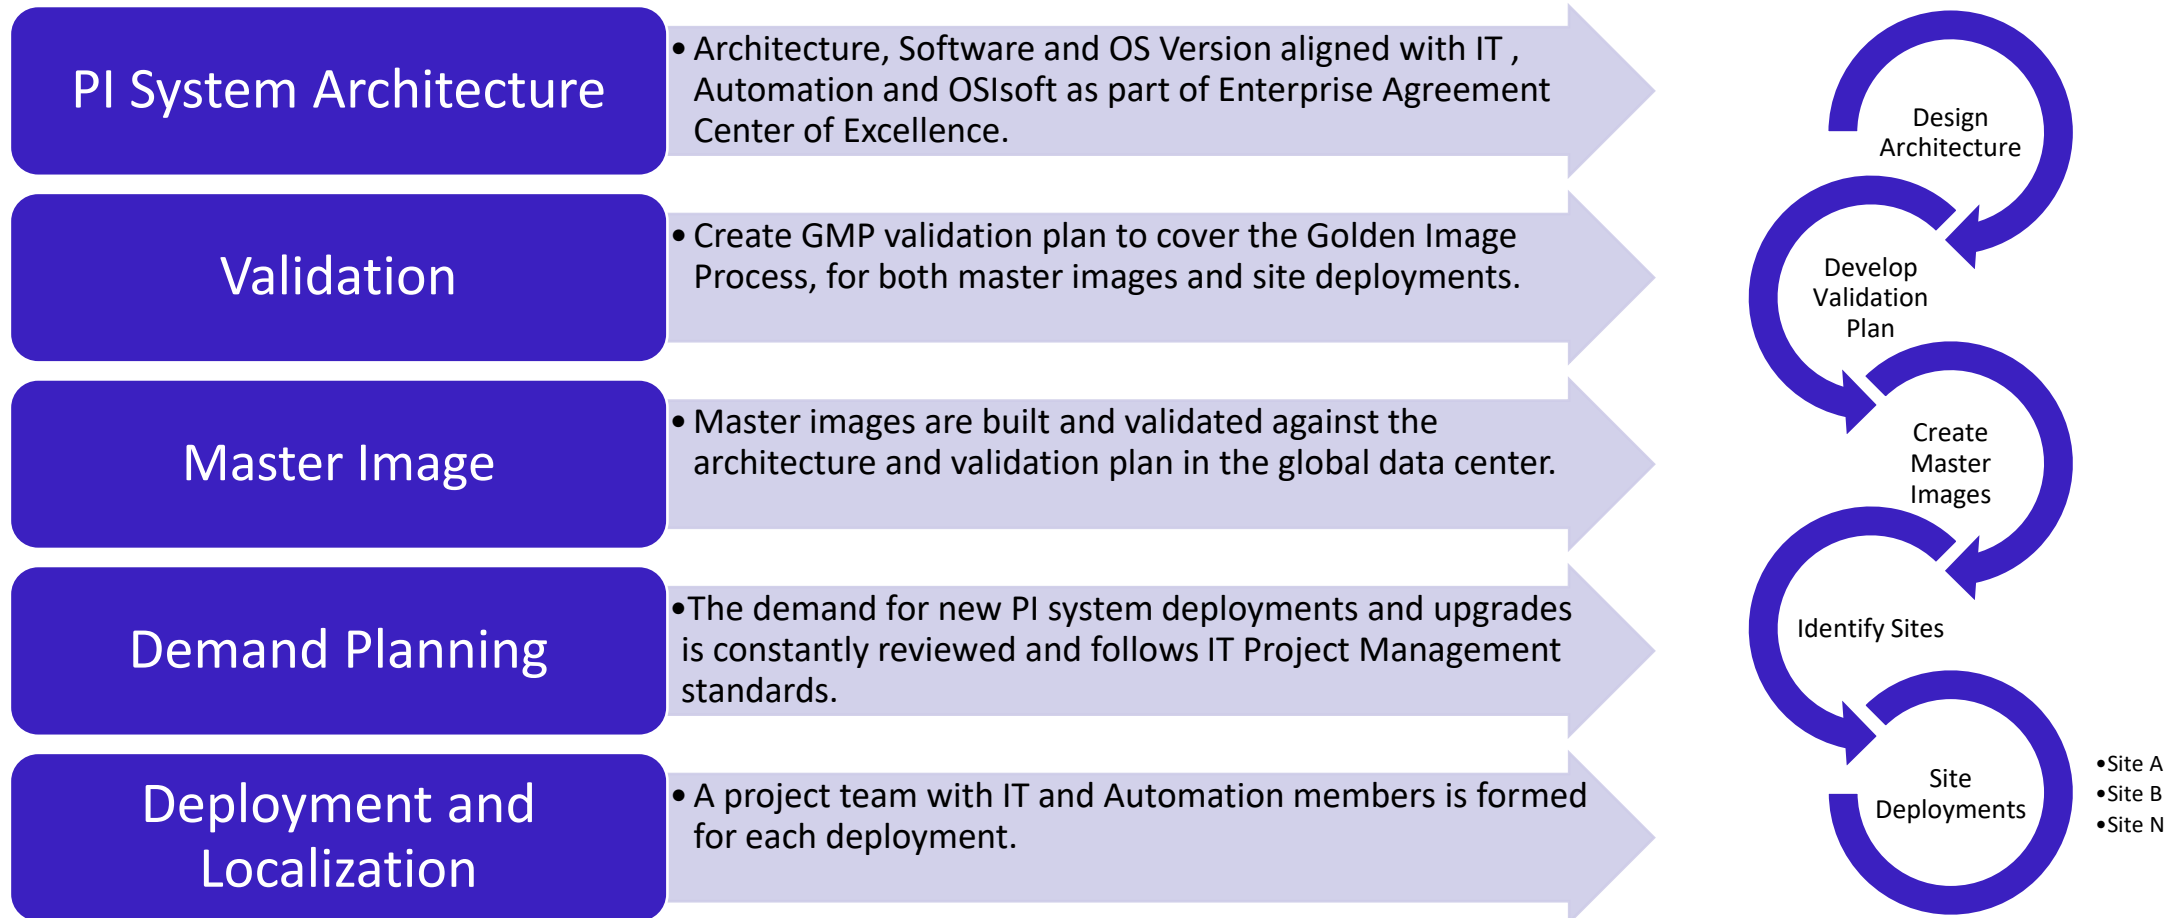 PI System Architecture
• Architecture, Software and OS Version aligned with IT ,
Automation and OSIsoft as part of Enterprise Agreement
Center of Excellence.
Validation
• Create GMP validation plan to cover the Golden Image
Process, for both master images and site deployments.
Master Image
• Master images are built and validated against the
architecture and validation plan in the global data center.
Demand Planning
•The demand for new PI system deployments and upgrades
is constantly reviewed and follows IT Project Management
standards.
Deployment and
Localization
• A project team with IT and Automation members is formed
for each deployment.
Design
Architecture
Develop
Validation
Plan
Create
Master
Images
Identify Sites
Site
Deployments
•Site A
•Site B
•Site N